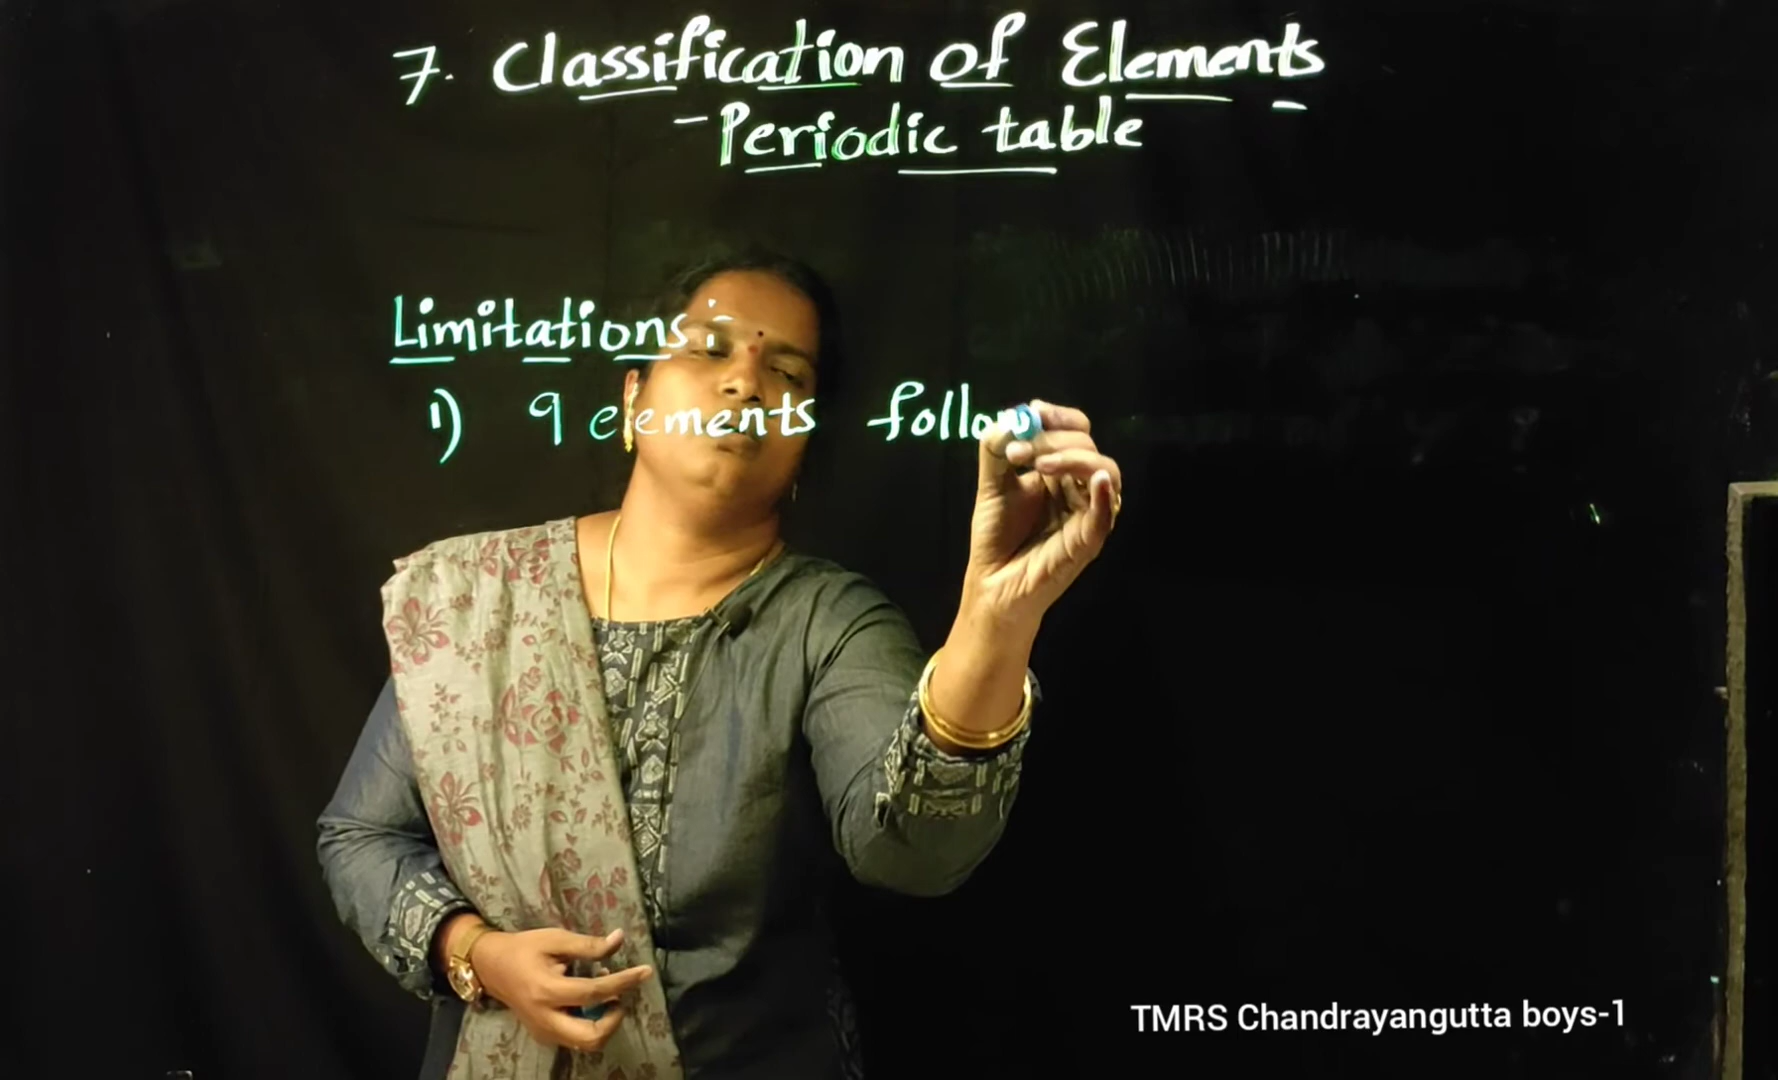 7. Classification of Elements
- Periodic table
Limitations :-
1) 9 elements follow
TMRS Chandrayangutta boys-1